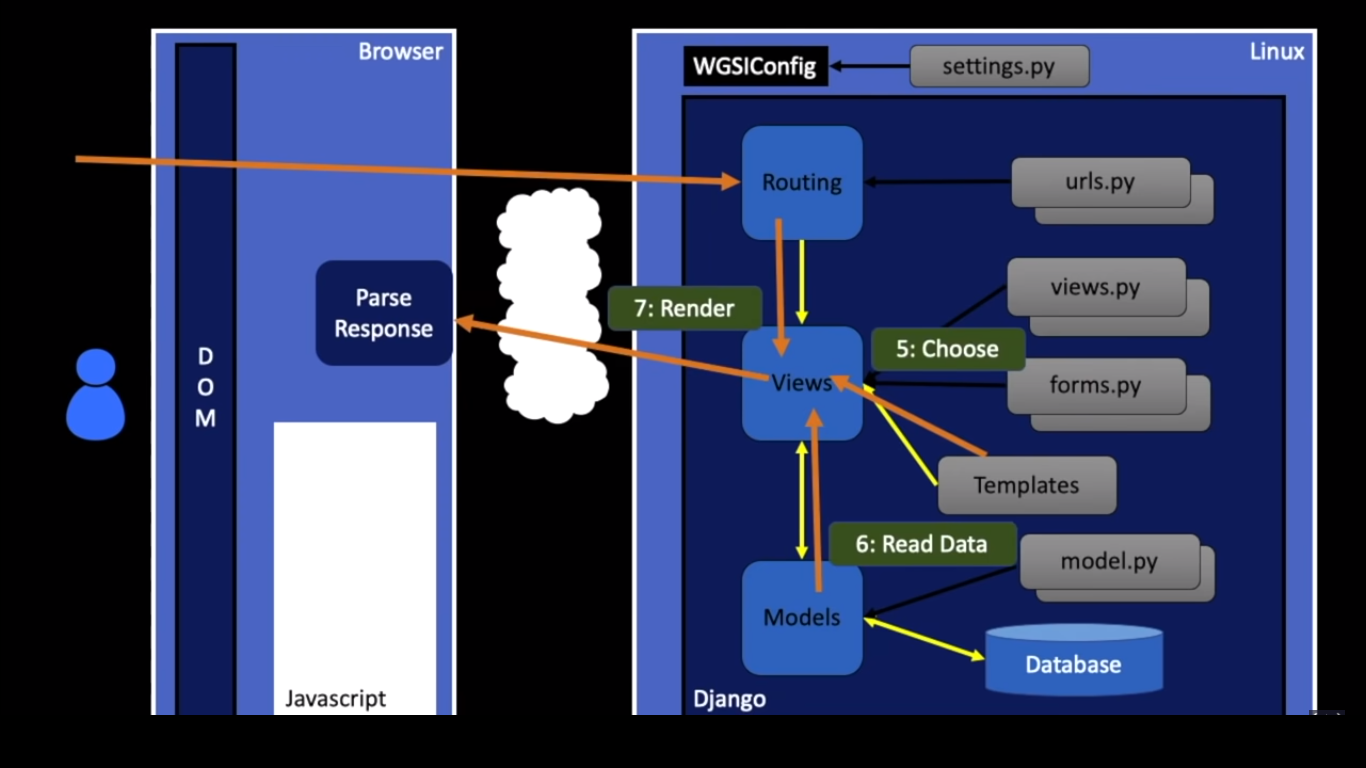 Browser
Linux
WGSIConfig
settings.py
Routing
urls.py
views.py
Parse
Response
7: Render
5: Choose
D
O
M
Views
forms.py
Templates
6: Read Data
model.py
Models
Database
Javascript
Django